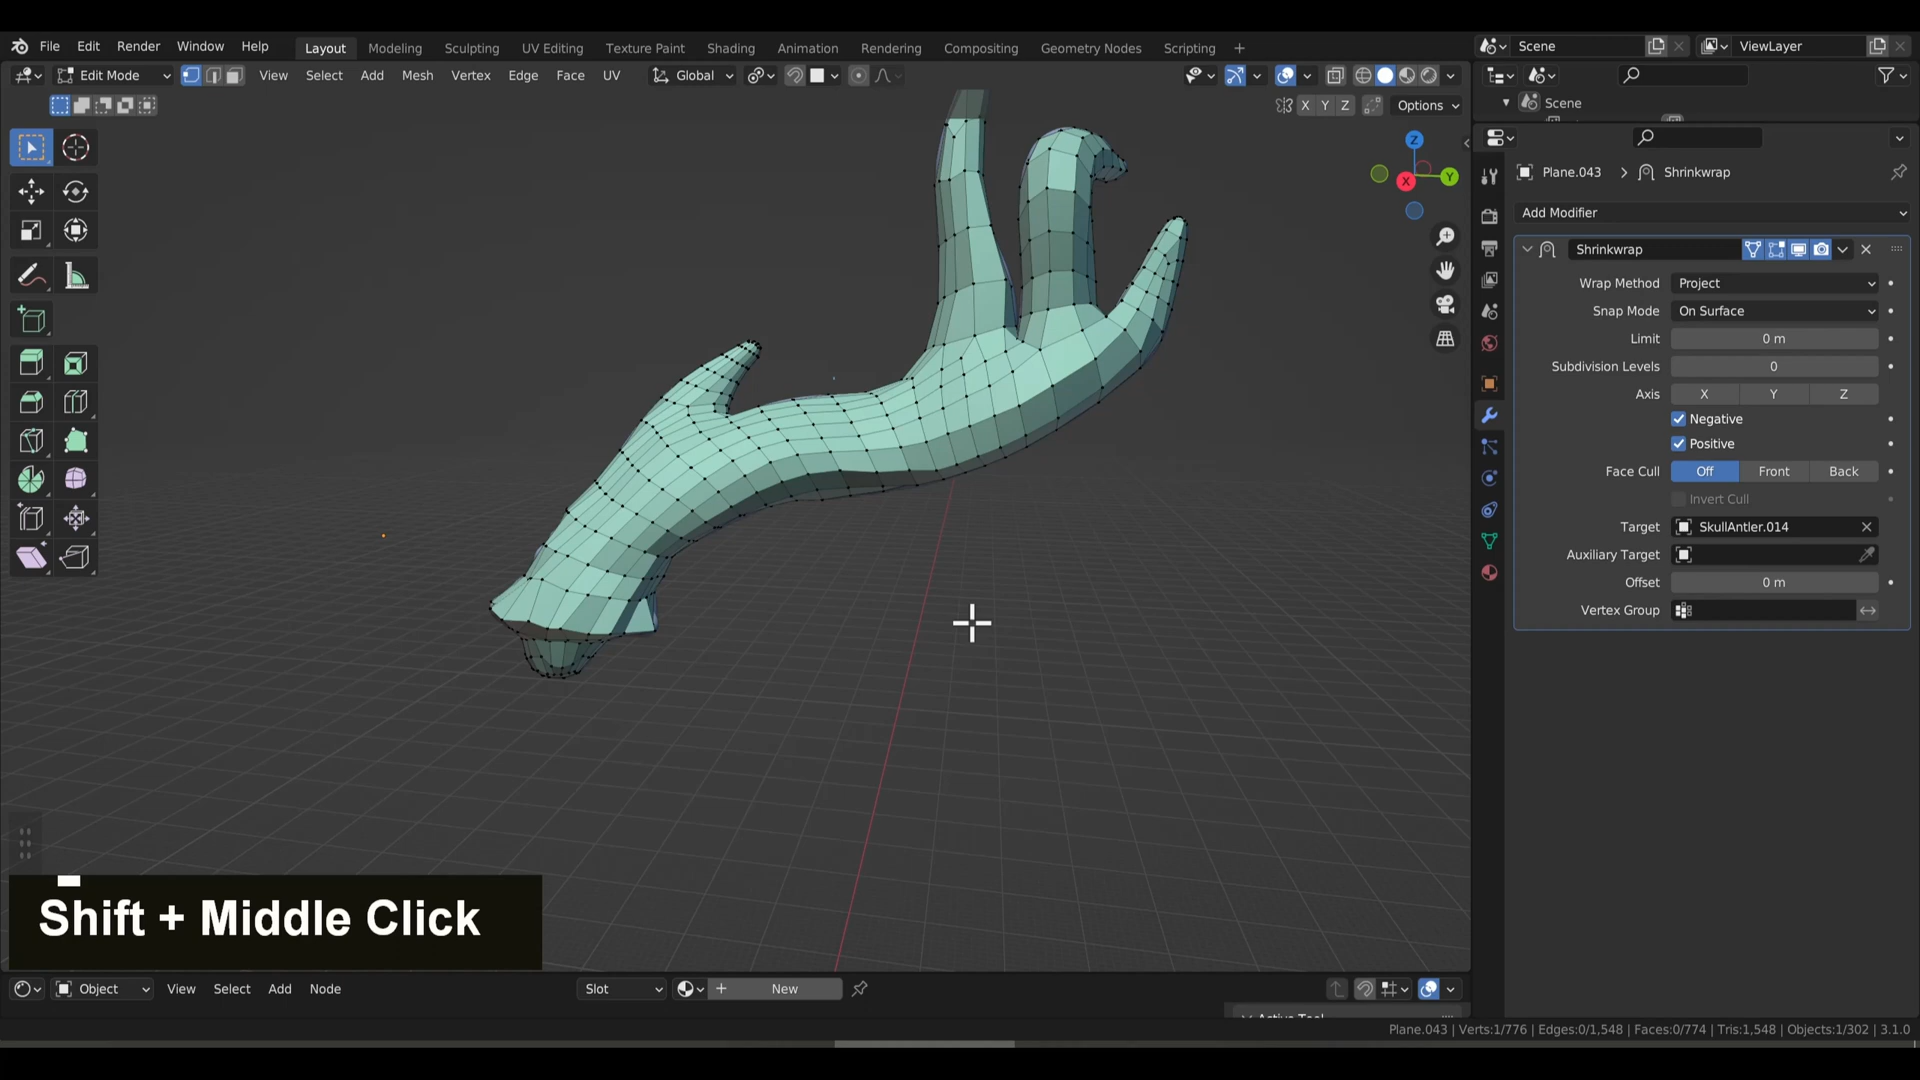 File Edit Render Window Help Layout Modeling Sculpting UV Editing Texture Paint Shading Animation Rendering Compositing Geometry Nodes Scripting + Scene ViewLayer
Edit Mode View Select Add Mesh Vertex Edge Face UV Global
X Y Z Options
Scene
Z
Y
X
Plane.043 > Shrinkwrap
Add Modifier
Shrinkwrap
Wrap Method Project
Snap Mode On Surface
Limit 0 m
Subdivision Levels 0
Axis X Y Z
Negative
Positive
Face Cull Off Front Back
Invert Cull
Target SkullAntler.014
Auxiliary Target
Offset 0 m
Vertex Group
Shift + Middle Click
Object View Select Add Node Slot New
Plane.043 | Verts:1/776 | Edges:0/1,548 | Faces:0/774 | Tris:1,548 | Objects:1/302 | 3.1.0